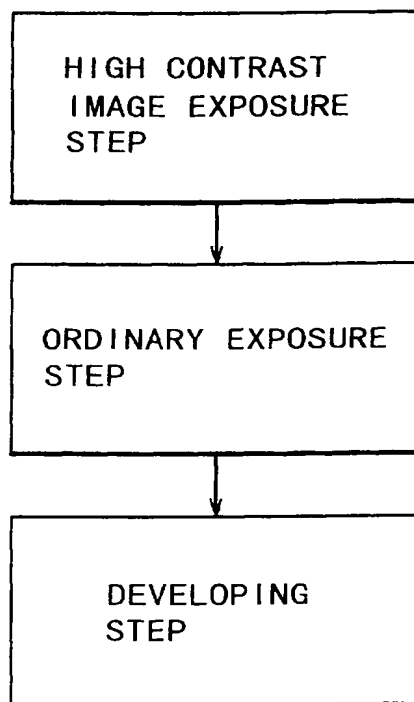 HIGH CONTRAST
IMAGE EXPOSURE
STEP
ORDINARY EXPOSURE
STEP
DEVELOPING
STEP